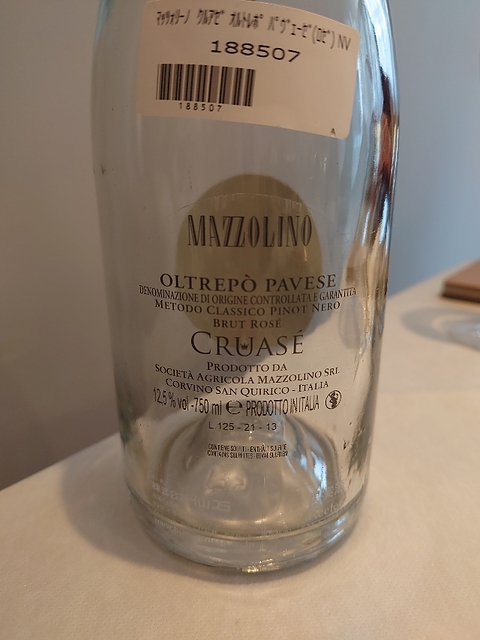 マッツォリーノ クルアゼ オルトレポ パヴェーゼ(ロゼ) NV
188507
188507
MAZZOLINO
OLTREPÒ PAVESE
DENOMINAZIONE DI ORIGINE CONTROLLATA E GARANTITA
METODO CLASSICO PINOT NERO
BRUT ROSÉ
CRUASÉ
PRODOTTO DA
SOCIETÀ AGRICOLA MAZZOLINO SRL
CORVINO SAN QUIRICO - ITALIA
12,5 % vol - 750 ml e PRODOTTO IN ITALIA
L 125 - 21 - 13